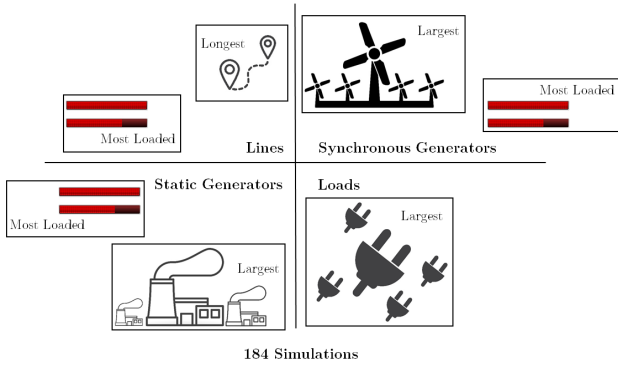 Longest
Largest
Most Loaded
Most Loaded
Lines
Synchronous Generators
Static Generators
Loads
Most Loaded
Largest
Largest
184 Simulations